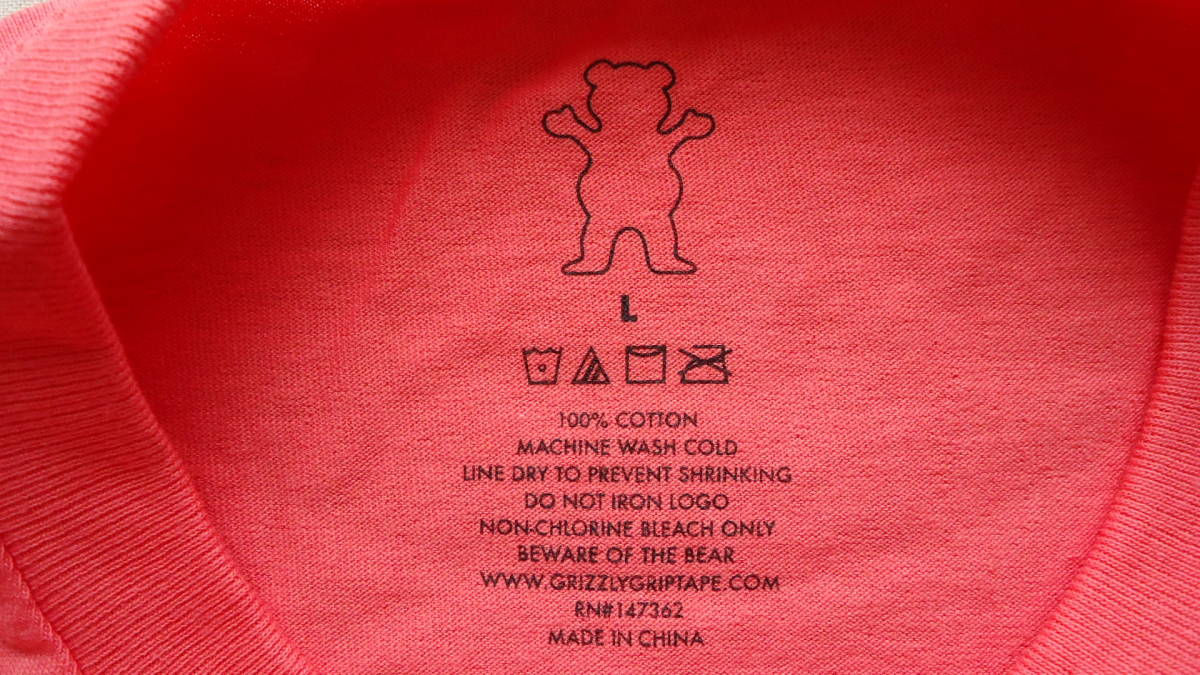 L
100% COTTON
MACHINE WASH COLD
LINE DRY TO PREVENT SHRINKING
DO NOT IRON LOGO
NON-CHLORINE BLEACH ONLY
BEWARE OF THE BEAR
WWW.GRIZZLYGRIPTAPE.COM
RN#147362
MADE IN CHINA